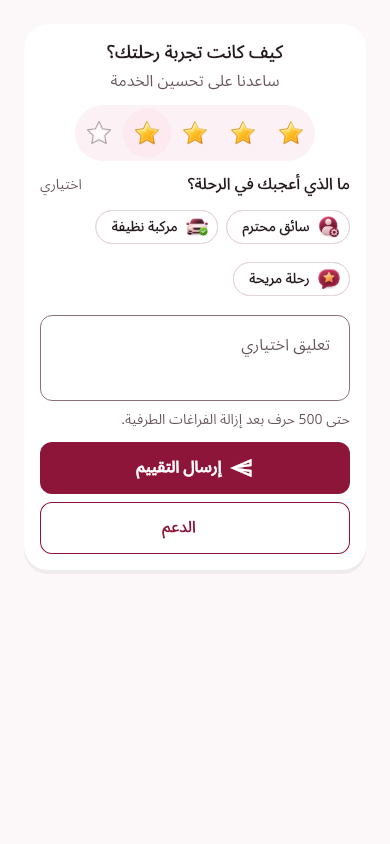 كيف كانت تجربة رحلتك؟
ساعدنا على تحسين الخدمة
ما الذي أعجبك في الرحلة؟ اختياري
سائق محترم مركبة نظيفة
رحلة مريحة
تعليق اختياري
حتى 500 حرف بعد إزالة الفراغات الطرفية.
إرسال التقييم
الدعم